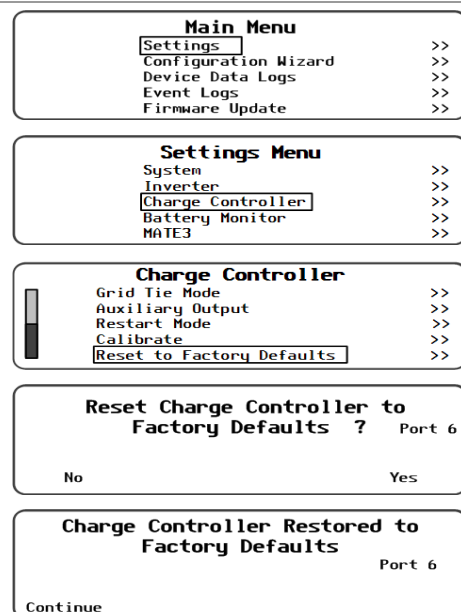 Main Menu
Settings >>
Configuration Wizard >>
Device Data Logs >>
Event Logs >>
Firmware Update >>
Settings Menu
System >>
Inverter >>
Charge Controller >>
Battery Monitor >>
MATE3 >>
Charge Controller
Grid Tie Mode >>
Auxiliary Output >>
Restart Mode >>
Calibrate >>
Reset to Factory Defaults >>
Reset Charge Controller to
Factory Defaults ? Port 6
No Yes
Charge Controller Restored to
Factory Defaults
Port 6
Continue